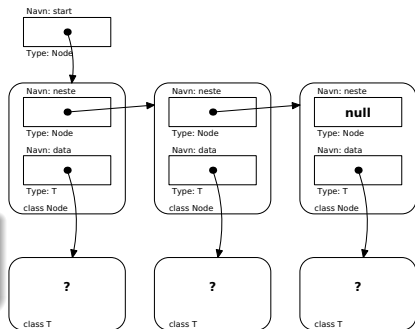 Navn: start
Type: Node
Navn: neste
Type: Node
Navn: data
Type: T
class Node
Navn: neste
Type: Node
Navn: data
Type: T
class Node
Navn: neste
null
Type: Node
Navn: data
Type: T
class Node
?
class T
?
class T
?
class T